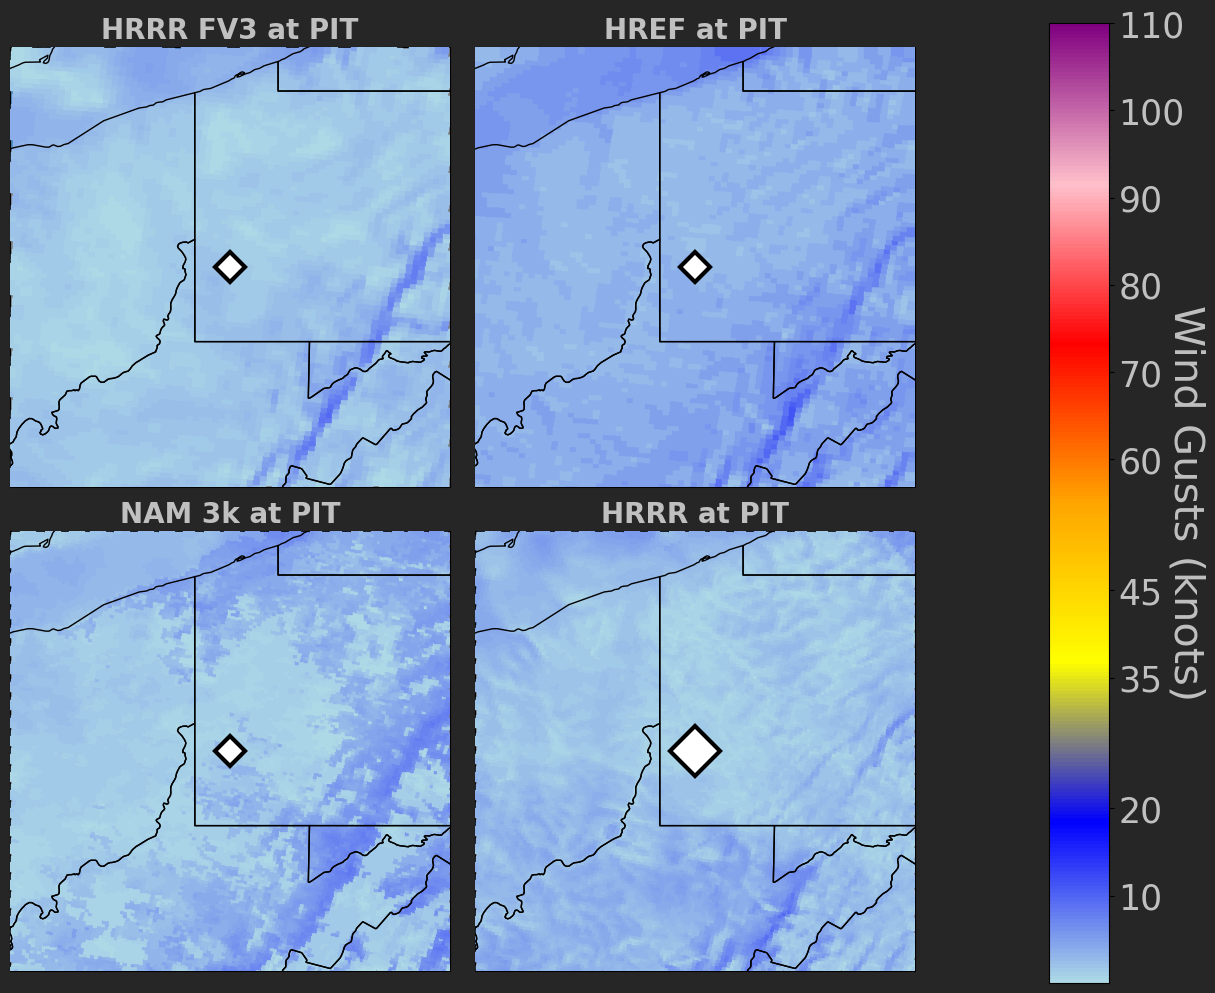 HRRR FV3 at PIT
HREF at PIT
NAM 3k at PIT
HRRR at PIT
110
100
90
80
70
60
45
35
20
10
Wind Gusts (knots)